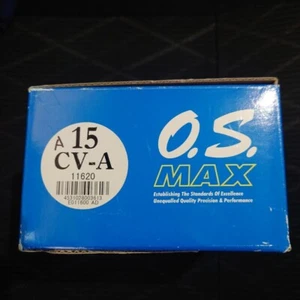 A 15
CV-A
11620
O.S.
MAX
Establishing The Standards Of Excellence
Unequalled Quality Precision & Performance